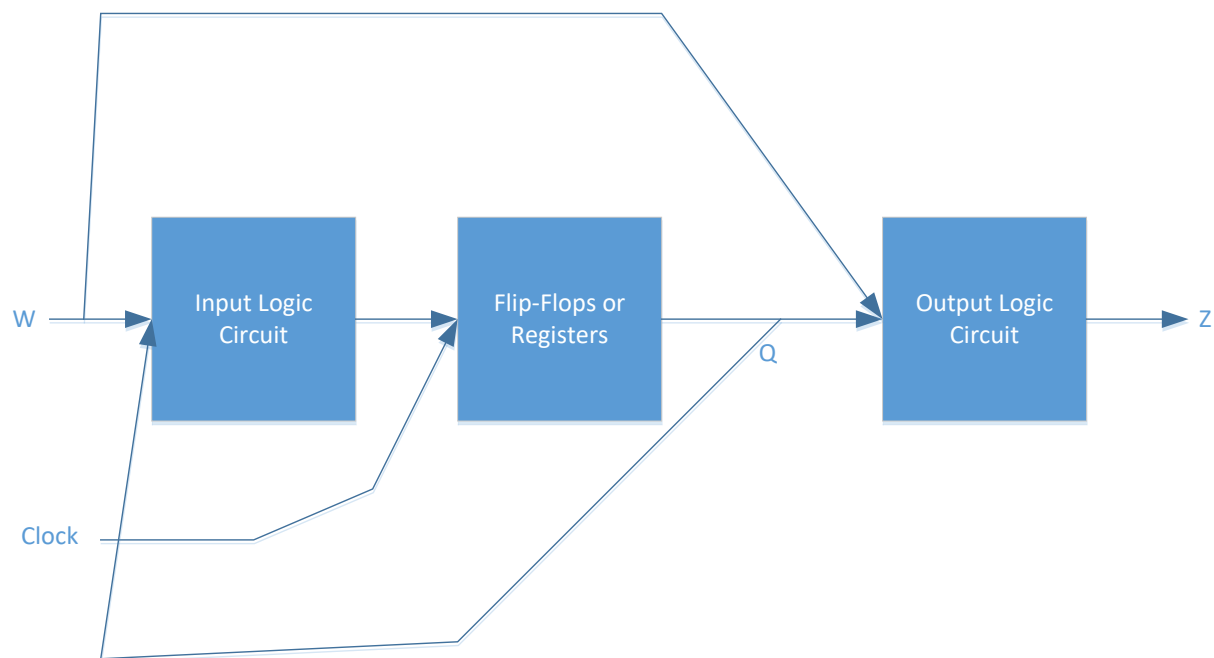 W
Input Logic
Circuit
Flip-Flops or
Registers
Q
Output Logic
Circuit
Z
Clock